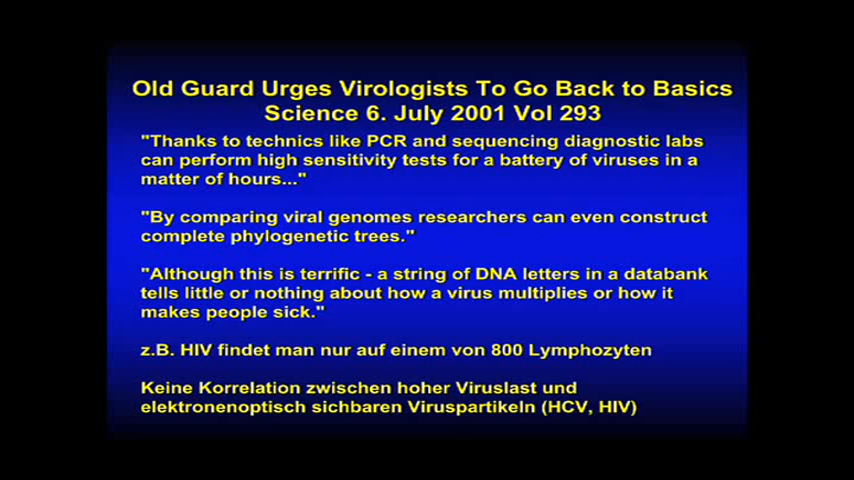 Old Guard Urges Virologists To Go Back to Basics
Science 6. July 2001 Vol 293
"Thanks to technics like PCR and sequencing diagnostic labs
can perform high sensitivity tests for a battery of viruses in a
matter of hours..."
"By comparing viral genomes researchers can even construct
complete phylogenetic trees."
"Although this is terrific - a string of DNA letters in a databank
tells little or nothing about how a virus multiplies or how it
makes people sick."
z.B. HIV findet man nur auf einem von 800 Lymphozyten
Keine Korrelation zwischen hoher Viruslast und
elektronenoptisch sichbaren Viruspartikeln (HCV, HIV)